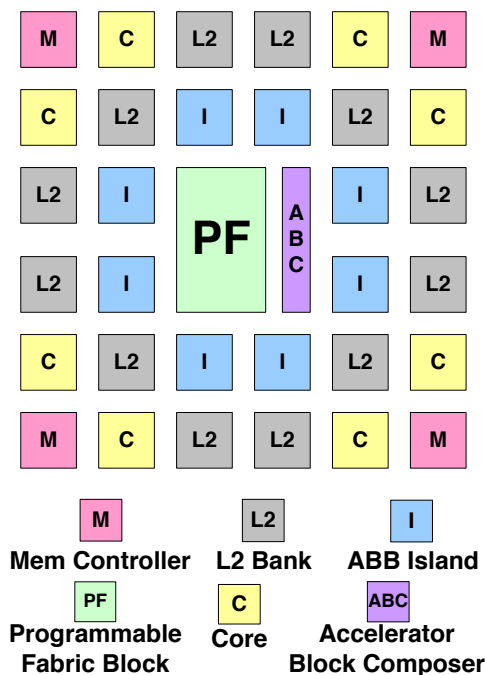 M C L2 L2 C M
C L2 I I L2 C
L2 I PF A B C I L2
L2 I I L2
C L2 I I L2 C
M C L2 L2 C M
M L2 I
Mem Controller L2 Bank ABB Island
PF C ABC
Programmable Fabric Block Core Accelerator Block Composer